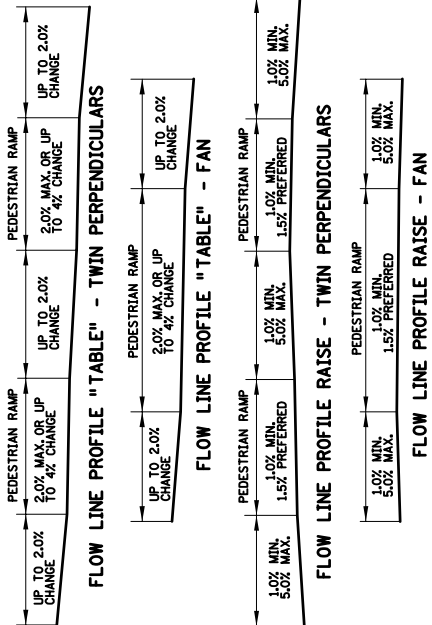 PEDESTRIAN RAMP
PEDESTRIAN RAMP
UP TO 2.0%
CHANGE
2.0% MAX. OR UP
TO 4% CHANGE
UP TO 2.0%
CHANGE
2.0% MAX. OR UP
TO 4% CHANGE
UP TO 2.0%
CHANGE
FLOW LINE PROFILE "TABLE" - TWIN PERPENDICULARS
PEDESTRIAN RAMP
UP TO 2.0%
CHANGE
2.0% MAX. OR UP
TO 4% CHANGE
UP TO 2.0%
CHANGE
FLOW LINE PROFILE "TABLE" - FAN
PEDESTRIAN RAMP
PEDESTRIAN RAMP
1.0% MIN.
5.0% MAX.
1.0% MIN.
1.5% PREFERRED
1.0% MIN.
5.0% MAX.
1.0% MIN.
1.5% PREFERRED
1.0% MIN.
5.0% MAX.
FLOW LINE PROFILE RAISE - TWIN PERPENDICULARS
PEDESTRIAN RAMP
1.0% MIN.
5.0% MAX.
1.0% MIN.
1.5% PREFERRED
1.0% MIN.
5.0% MAX.
FLOW LINE PROFILE RAISE - FAN